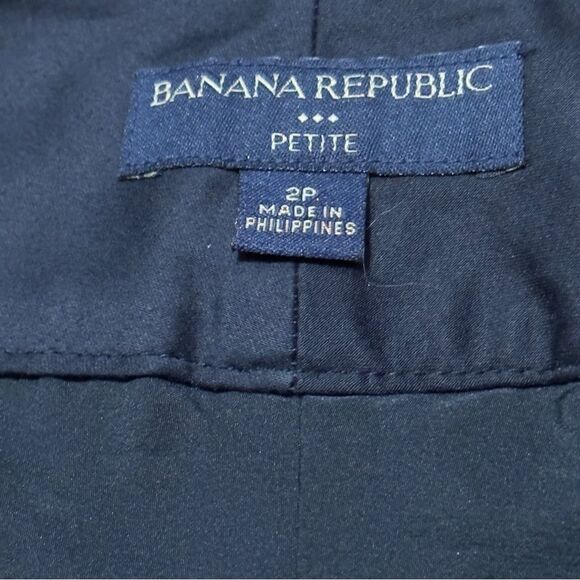 BANANA REPUBLIC
PETITE
2P
MADE IN
PHILIPPINES